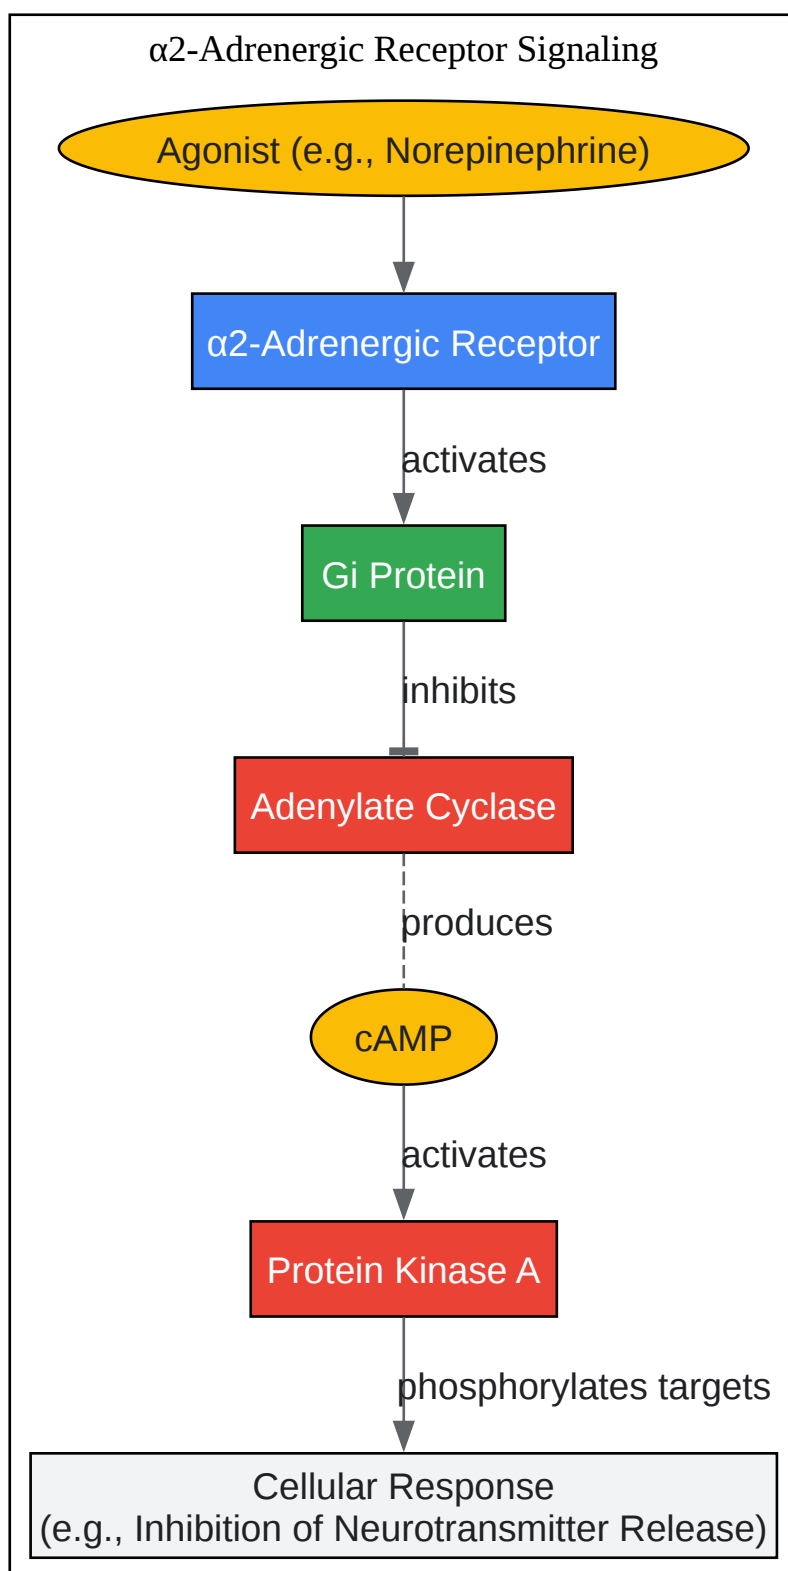 α2-Adrenergic Receptor Signaling
Agonist (e.g., Norepinephrine)
α2-Adrenergic Receptor
activates
Gi Protein
inhibits
Adenylate Cyclase
produces
cAMP
activates
Protein Kinase A
phosphorylates targets
Cellular Response
(e.g., Inhibition of Neurotransmitter Release)